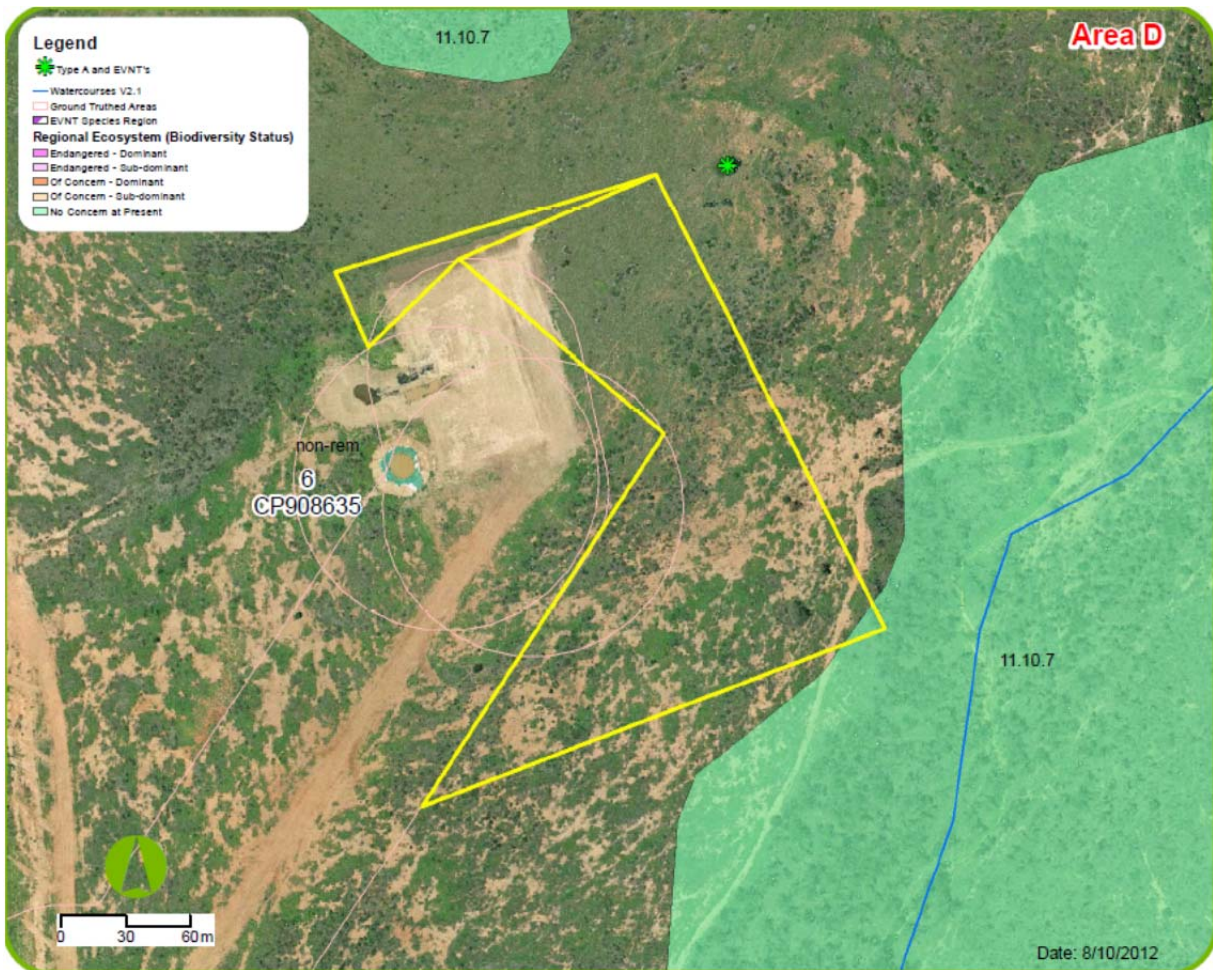 Legend
Type A and EVNT's
Watercourses V2.1
Ground Truthed Areas
EVNT Species Region
Regional Ecosystem (Biodiversity Status)
Endangered - Dominant
Endangered - Sub-dominant
Of Concern - Dominant
Of Concern - Sub-dominant
No Concern at Present
11.10.7
Area D
non-rem
6
CP908635
11.10.7
0 30 60 m
Date: 8/10/2012